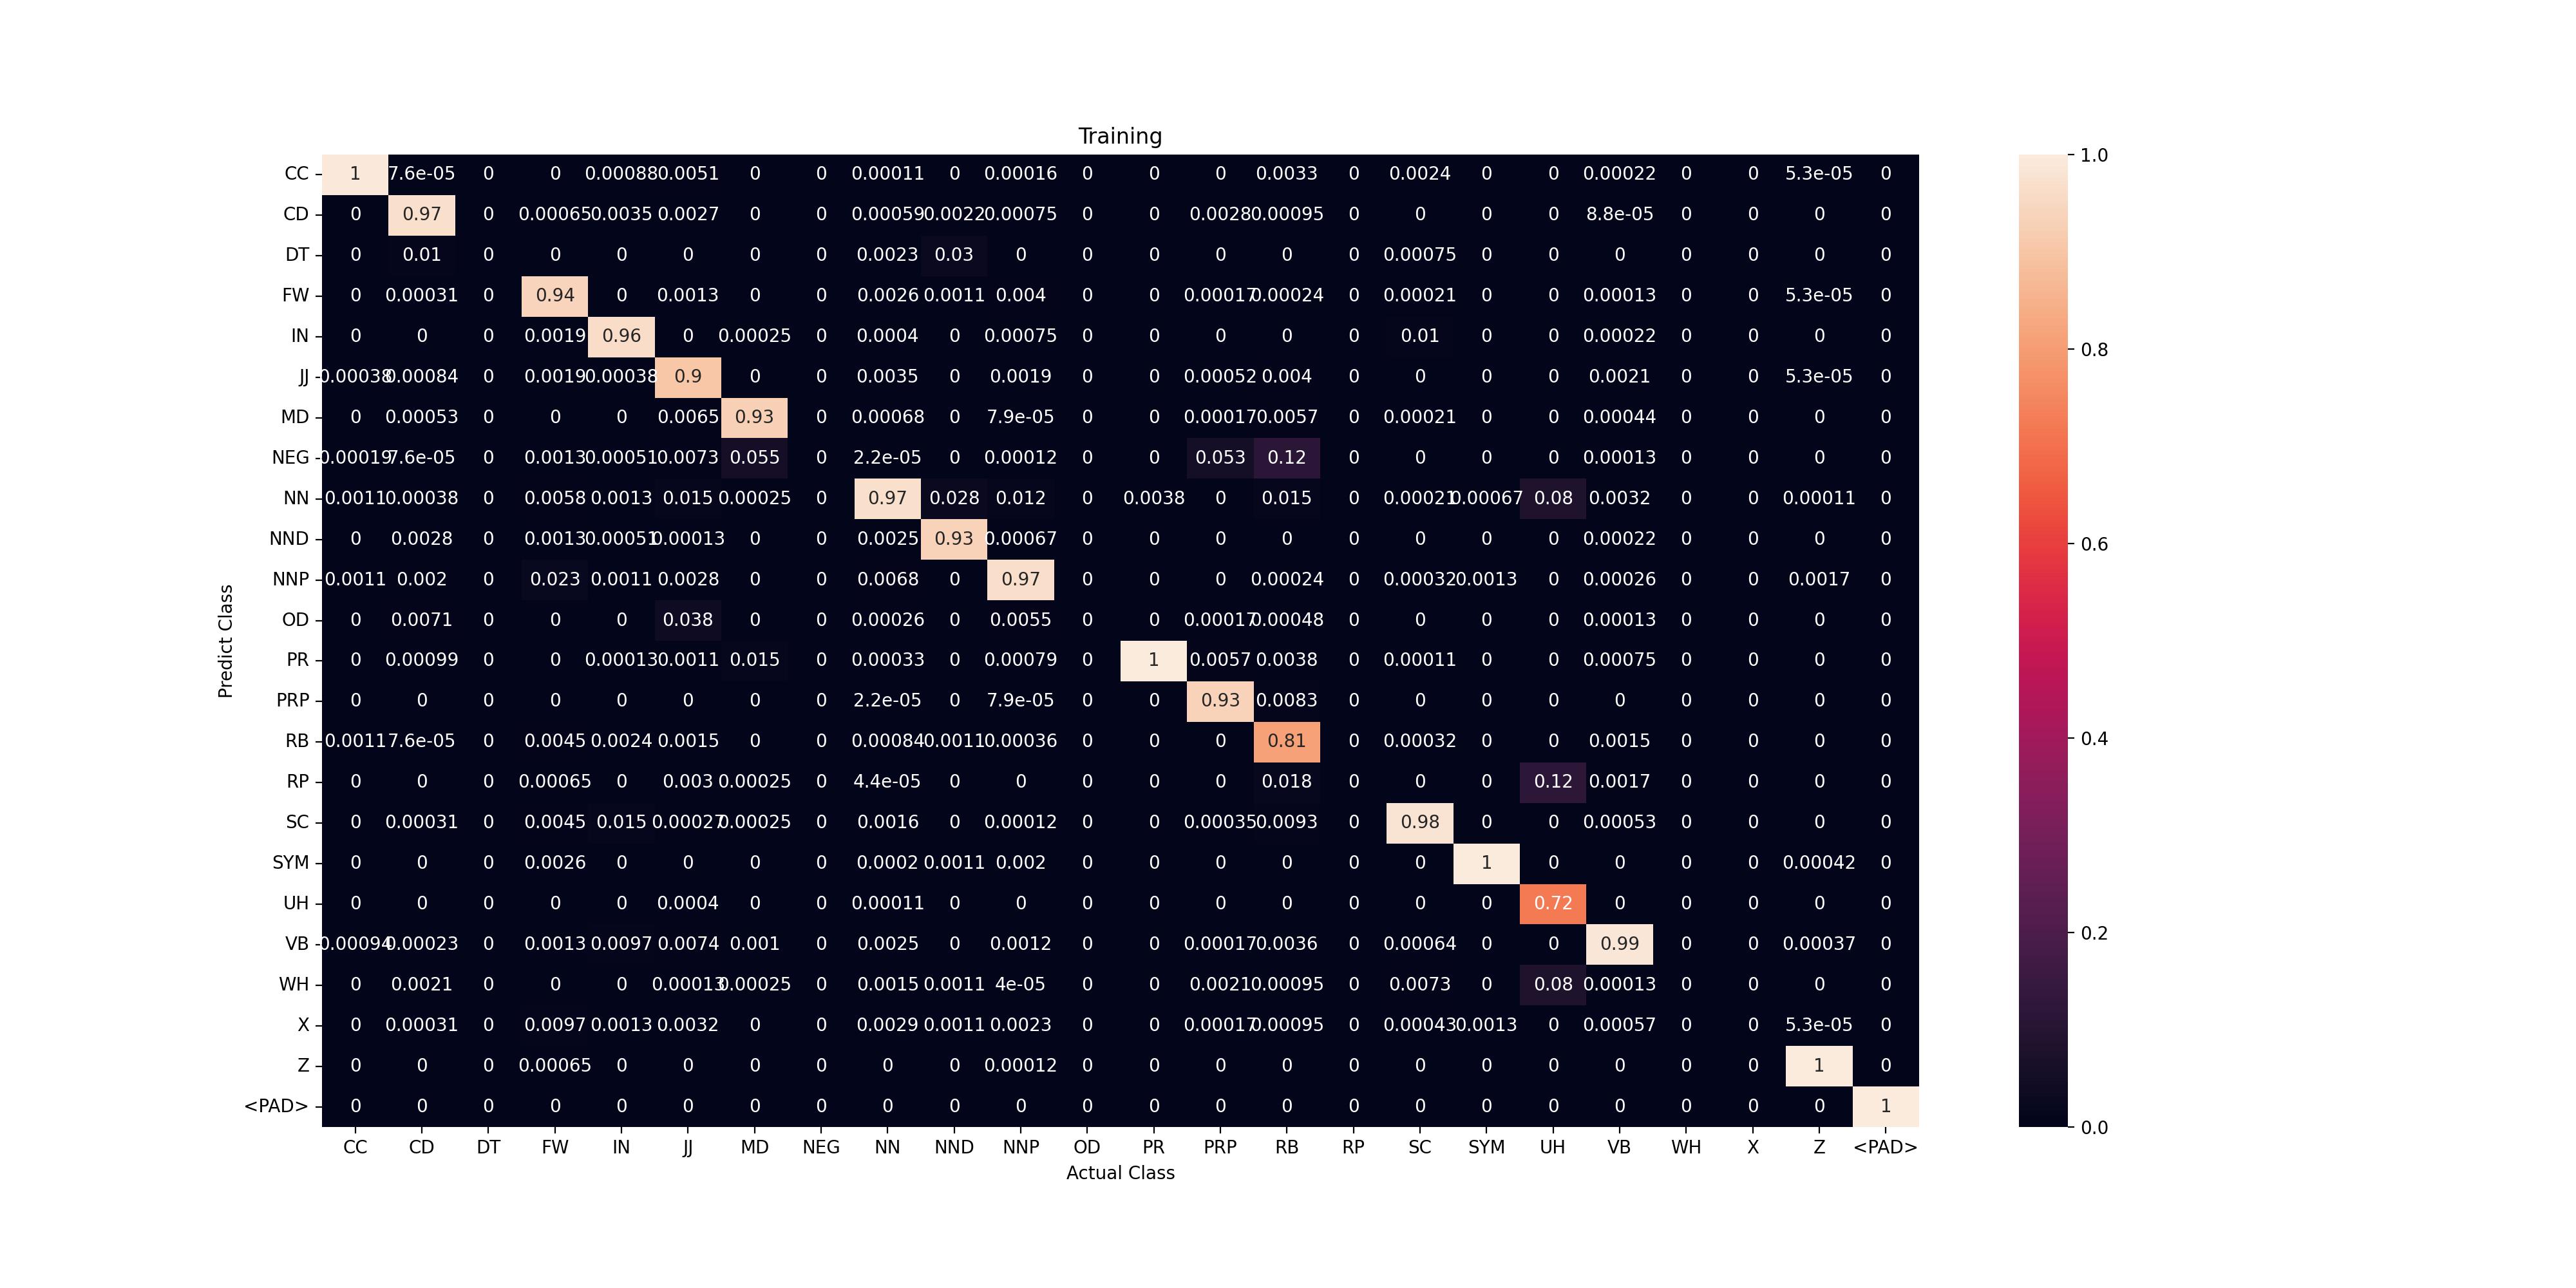 Training
CC 1 7.6e-05 0 0 0.00088 0.0051 0 0 0.00011 0 0.00016 0 0 0 0.0033 0 0.0024 0 0 0.00022 0 0 5.3e-05 0
CD 0 0.97 0 0.00065 0.0035 0.0027 0 0 0.00059 0.0022 0.00075 0 0 0.0028 0.00095 0 0 0 0 8.8e-05 0 0 0 0
DT 0 0.01 0 0 0 0 0 0 0.0023 0.03 0 0 0 0 0 0 0.00075 0 0 0 0 0 0 0
FW 0 0.00031 0 0.94 0 0.0013 0 0 0.0026 0.0011 0.004 0 0 0.00017 0.00024 0 0.00021 0 0 0.00013 0 0 5.3e-05 0
IN 0 0 0 0.0019 0.96 0 0.00025 0 0.0004 0 0.00075 0 0 0 0 0 0.01 0 0 0.00022 0 0 0 0
JJ 0.00038 0.00084 0 0.0019 0.00038 0.9 0 0 0.0035 0 0.0019 0 0 0.00052 0.004 0 0 0 0 0.0021 0 0 5.3e-05 0
MD 0 0.00053 0 0 0 0.0065 0.93 0 0.00068 0 7.9e-05 0 0 0.00017 0.0057 0 0.00021 0 0 0.00044 0 0 0 0
NEG 0.00019 7.6e-05 0 0.0013 0.00051 0.0073 0.055 0 2.2e-05 0 0.00012 0 0 0.053 0.12 0 0 0 0 0.00013 0 0 0 0
NN 0.0011 0.00038 0 0.0058 0.0013 0.015 0.00025 0 0.97 0.028 0.012 0 0.0038 0 0.015 0 0.00021 0.00067 0.08 0.0032 0 0 0.00011 0
NND 0 0.0028 0 0.0013 0.00051 0.00013 0 0 0.0025 0.93 0.00067 0 0 0 0 0 0 0 0 0.00022 0 0 0 0
NNP 0.0011 0.002 0 0.023 0.0011 0.0028 0 0 0.0068 0 0.97 0 0 0 0.00024 0 0.00032 0.0013 0 0.00026 0 0 0.0017 0
OD 0 0.0071 0 0 0 0.038 0 0 0.00026 0 0.0055 0 0 0.00017 0.00048 0 0 0 0 0.00013 0 0 0 0
PR 0 0.00099 0 0 0.00013 0.0011 0.015 0 0.00033 0 0.00079 0 1 0.0057 0.0038 0 0.00011 0 0 0.00075 0 0 0 0
PRP 0 0 0 0 0 0 0 0 2.2e-05 0 7.9e-05 0 0 0.93 0.0083 0 0 0 0 0 0 0 0 0
RB 0.0011 7.6e-05 0 0.0045 0.0024 0.0015 0 0 0.00084 0.0011 0.00036 0 0 0 0.81 0 0.00032 0 0 0.0015 0 0 0 0
RP 0 0 0 0.00065 0 0.003 0.00025 0 4.4e-05 0 0 0 0 0 0.018 0 0 0 0.12 0.0017 0 0 0 0
SC 0 0.00031 0 0.0045 0.015 0.00027 0.00025 0 0.0016 0 0.00012 0 0 0.00035 0.0093 0 0.98 0 0 0.00053 0 0 0 0
SYM 0 0 0 0.0026 0 0 0 0 0.0002 0.0011 0.002 0 0 0 0 0 0 1 0 0 0 0 0.00042 0
UH 0 0 0 0 0 0.0004 0 0 0.00011 0 0 0 0 0 0 0 0 0 0.72 0 0 0 0 0
VB 0.00094 0.00023 0 0.0013 0.0097 0.0074 0.001 0 0.0025 0 0.0012 0 0 0.00017 0.0036 0 0.00064 0 0 0.99 0 0 0.00037 0
WH 0 0.0021 0 0 0 0.00013 0.00025 0 0.0015 0.0011 4e-05 0 0 0.0021 0.00095 0 0.0073 0 0.08 0.00013 0 0 0 0
X 0 0.00031 0 0.0097 0.0013 0.0032 0 0 0.0029 0.0011 0.0023 0 0 0.00017 0.00095 0 0.00043 0.0013 0 0.00057 0 0 5.3e-05 0
Z 0 0 0 0.00065 0 0 0 0 0 0 0.00012 0 0 0 0 0 0 0 0 0 0 0 1 0
<PAD> 0 0 0 0 0 0 0 0 0 0 0 0 0 0 0 0 0 0 0 0 0 0 0 1
CC CD DT FW IN JJ MD NEG NN NND NNP OD PR PRP RB RP SC SYM UH VB WH X Z <PAD>
Actual Class
Predict Class
1.0
0.8
0.6
0.4
0.2
0.0